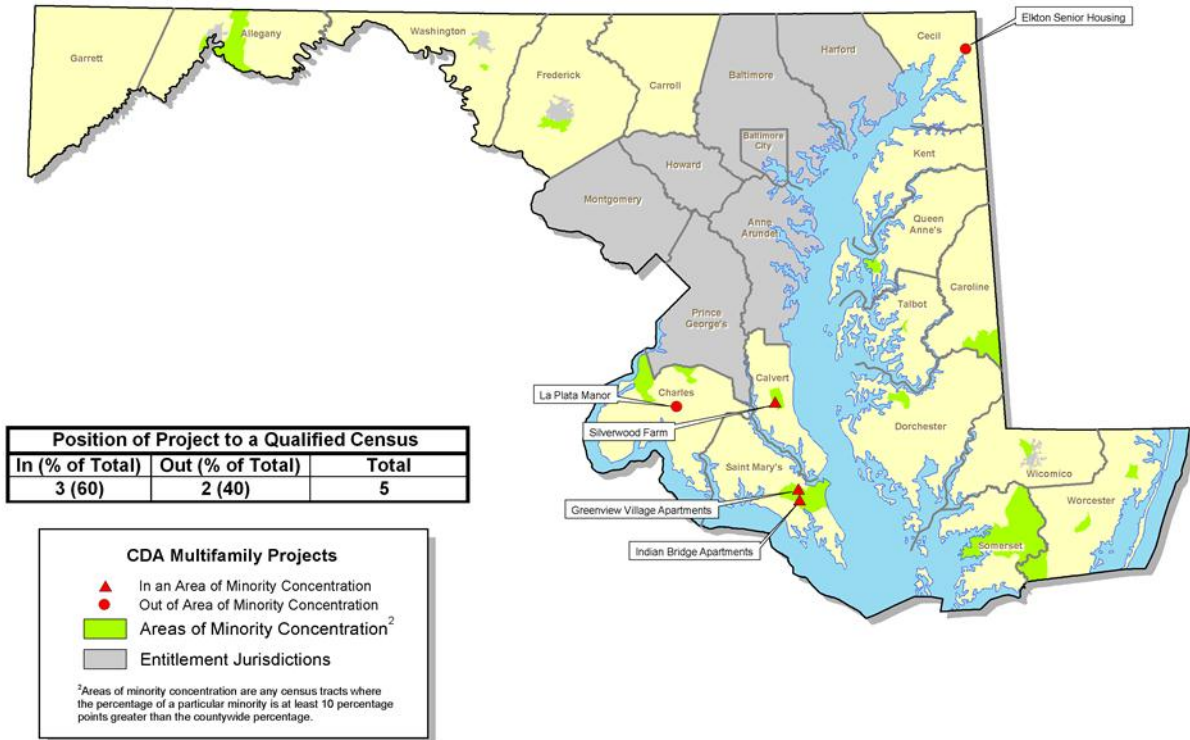 Elkton Senior Housing
Garrett
Allegany
Washington
Frederick
Carroll
Baltimore
Harford
Cecil
Baltimore
City
Howard
Montgomery
Anne
Arundel
Prince
George's
Kent
Queen
Anne's
Caroline
Talbot
La Plata Manor
Charles
Calvert
Silverwood Farm
Dorchester
Saint Mary's
Greenview Village Apartments
Indian Bridge Apartments
Wicomico
Worcester
Somerset
Position of Project to a Qualified Census
In (% of Total) Out (% of Total) Total
3 (60) 2 (40) 5
CDA Multifamily Projects
In an Area of Minority Concentration
Out of Area of Minority Concentration
Areas of Minority Concentration2
Entitlement Jurisdictions
2Areas of minority concentration are any census tracts where
the percentage of a particular minority is at least 10 percentage
points greater than the countywide percentage.